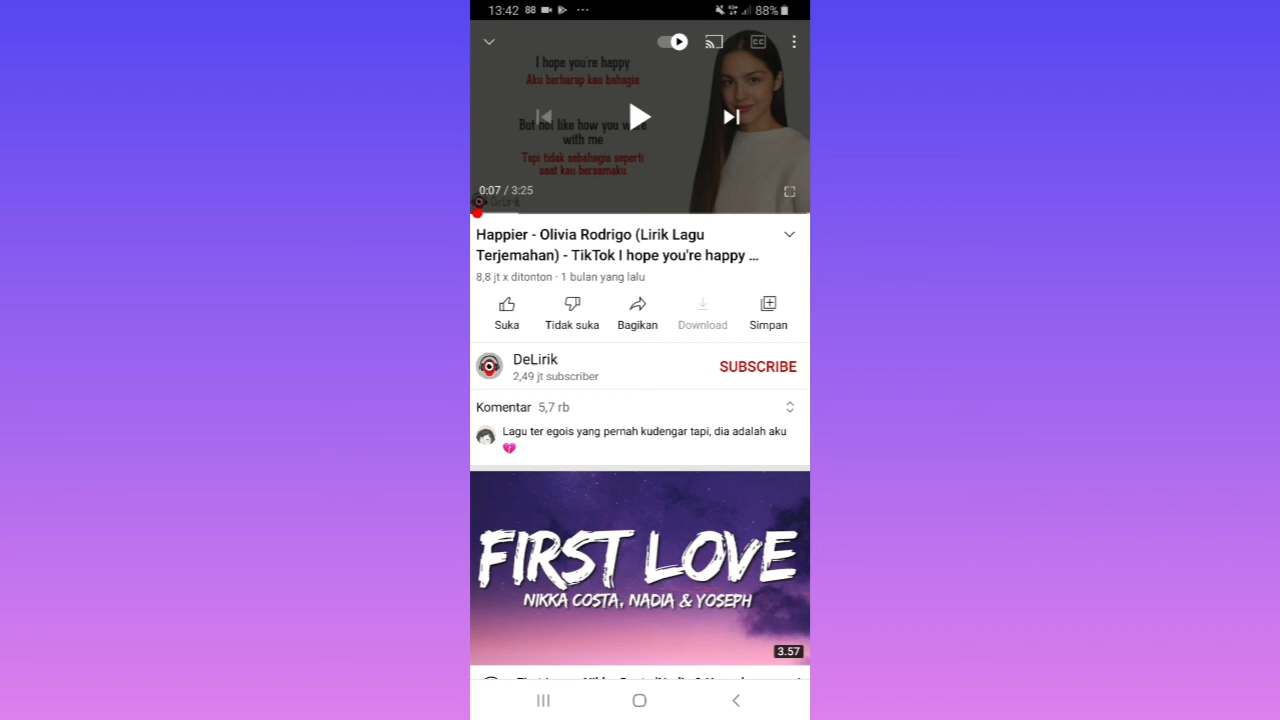 13:42 88 88%
I hope you're happy
Aku berharap kau bahagia
But not like how you were
with me
Tapi tidak sebahagia seperti
saat kau bersamaku
0:07 / 3:25
DeLirik
Happier - Olivia Rodrigo (Lirik Lagu
Terjemahan) - TikTok I hope you're happy ...
8,8 jt x ditonton · 1 bulan yang lalu
Suka Tidak suka Bagikan Download Simpan
DeLirik
2,49 jt subscriber
SUBSCRIBE
Komentar 5,7 rb
Lagu ter egois yang pernah kudengar tapi, dia adalah aku
💔
FIRST LOVE
NIKKA COSTA, NADIA & YOSEPH
3.57